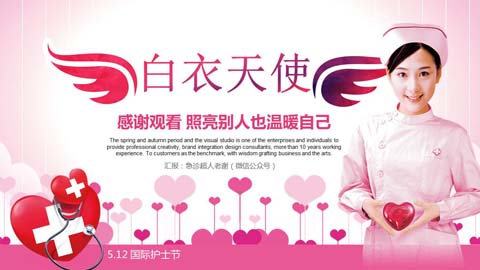 白衣天使
感谢观看 照亮别人也温暖自己
The spring and autumn period and the visual studio is one of the enterprises and individuals to
provide professional creativity, brand integration design consultants, more than 10 years working
experience. To customers as the benchmark, with wisdom grafting business and the arts.
汇报：急诊超人老谢（微信公众号）
5.12 国际护士节